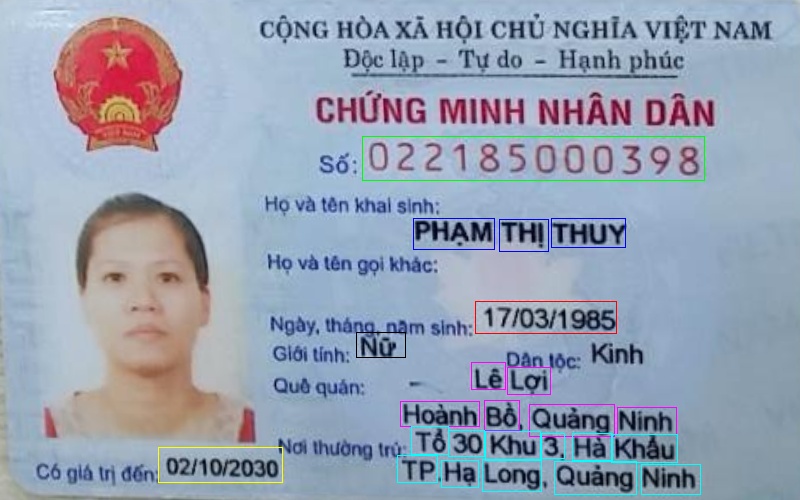 CỘNG HÒA XÃ HỘI CHỦ NGHĨA VIỆT NAM
Độc lập - Tự do - Hạnh phúc
CHỨNG MINH NHÂN DÂN
Số: 022185000398
Họ và tên khai sinh:
PHẠM THỊ THUY
Họ và tên gọi khác:
Ngày, tháng, năm sinh: 17/03/1985
Giới tính: Nữ Dân tộc: Kinh
Quê quán: Lê Lợi
Hoành Bồ, Quảng Ninh
Nơi thường trú: Tổ 30 Khu 3, Hà Khẩu
Có giá trị đến: 02/10/2030 TP.Hạ Long, Quảng Ninh